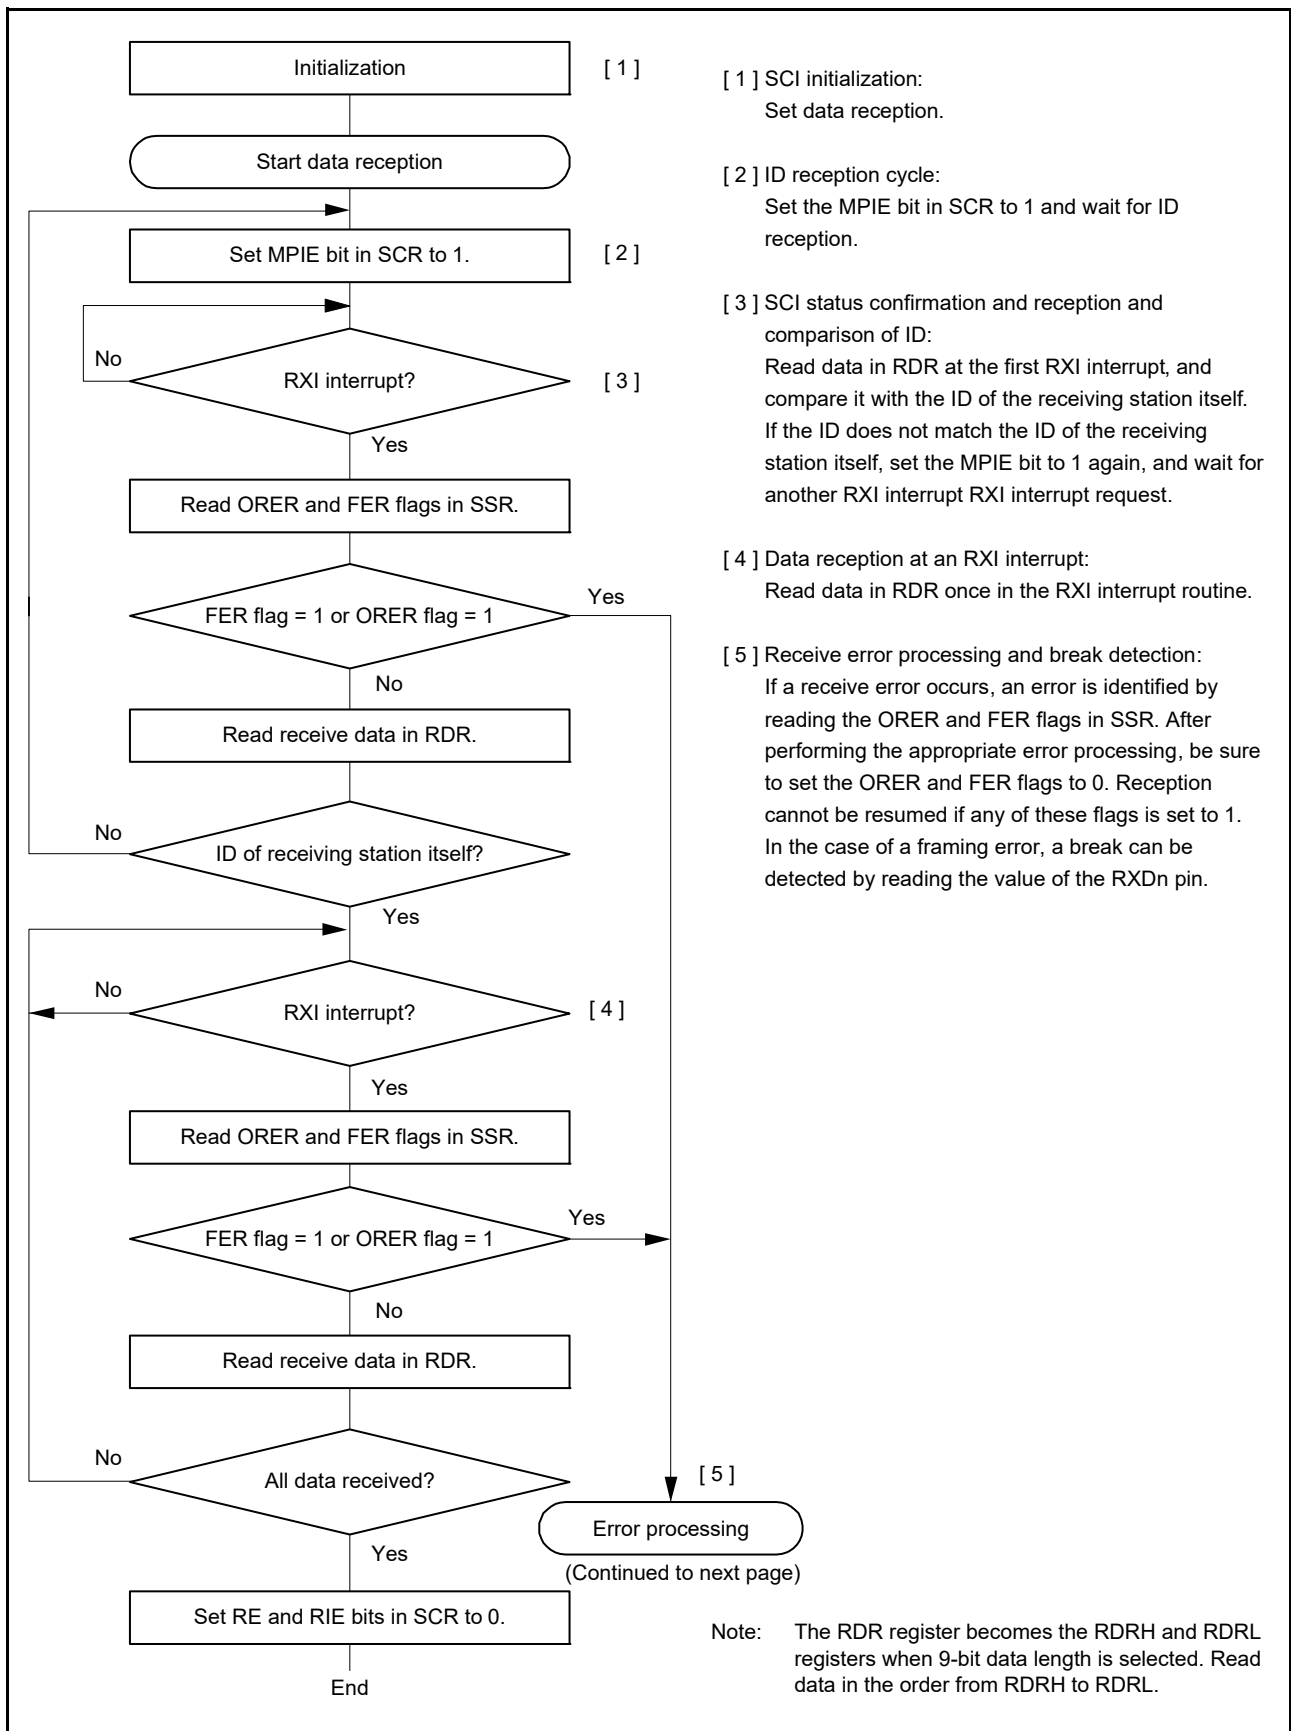 Initialization
[ 1 ]
Start data reception
Set MPIE bit in SCR to 1.
[ 2 ]
No
RXI interrupt?
[ 3 ]
Yes
Read ORER and FER flags in SSR.
FER flag = 1 or ORER flag = 1
Yes
No
Read receive data in RDR.
No
ID of receiving station itself?
Yes
No
RXI interrupt?
[ 4 ]
Yes
Read ORER and FER flags in SSR.
FER flag = 1 or ORER flag = 1
Yes
No
Read receive data in RDR.
No
All data received?
[ 5 ]
Error processing
(Continued to next page)
Yes
Set RE and RIE bits in SCR to 0.
End
[ 1 ] SCI initialization:
Set data reception.
[ 2 ] ID reception cycle:
Set the MPIE bit in SCR to 1 and wait for ID
reception.
[ 3 ] SCI status confirmation and reception and
comparison of ID:
Read data in RDR at the first RXI interrupt, and
compare it with the ID of the receiving station itself.
If the ID does not match the ID of the receiving
station itself, set the MPIE bit to 1 again, and wait for
another RXI interrupt RXI interrupt request.
[ 4 ] Data reception at an RXI interrupt:
Read data in RDR once in the RXI interrupt routine.
[ 5 ] Receive error processing and break detection:
If a receive error occurs, an error is identified by
reading the ORER and FER flags in SSR. After
performing the appropriate error processing, be sure
to set the ORER and FER flags to 0. Reception
cannot be resumed if any of these flags is set to 1.
In the case of a framing error, a break can be
detected by reading the value of the RXDn pin.
Note: The RDR register becomes the RDRH and RDRL
registers when 9-bit data length is selected. Read
data in the order from RDRH to RDRL.